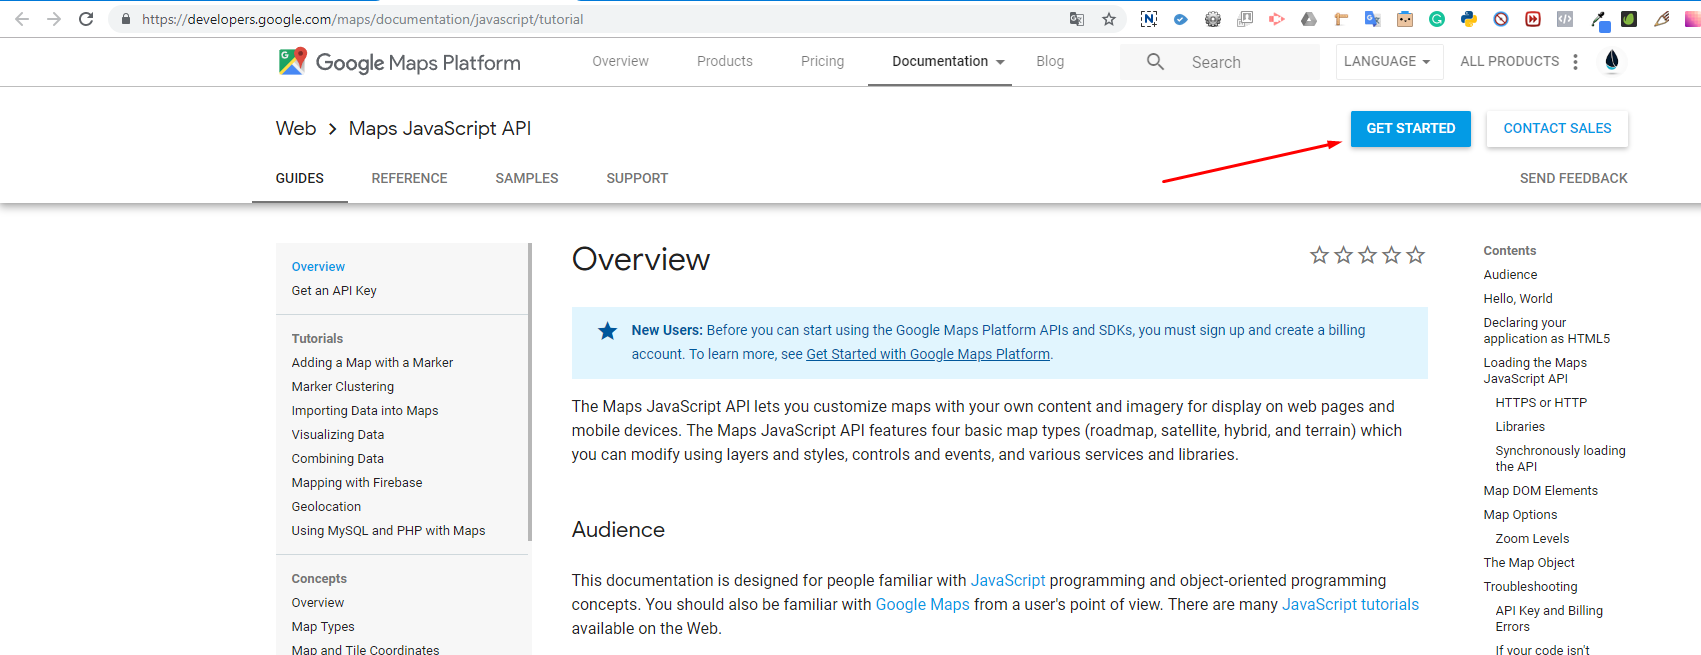 https://developers.google.com/maps/documentation/javascript/tutorial
Google Maps Platform
Overview
Products
Pricing
Documentation
Blog
Search
LANGUAGE
ALL PRODUCTS
Web > Maps JavaScript API
GET STARTED
CONTACT SALES
GUIDES
REFERENCE
SAMPLES
SUPPORT
SEND FEEDBACK
Overview
Get an API Key
Tutorials
Adding a Map with a Marker
Marker Clustering
Importing Data into Maps
Visualizing Data
Combining Data
Mapping with Firebase
Geolocation
Using MySQL and PHP with Maps
Concepts
Overview
Map Types
Map and Tile Coordinates
Overview
New Users: Before you can start using the Google Maps Platform APIs and SDKs, you must sign up and create a billing
account. To learn more, see Get Started with Google Maps Platform.
The Maps JavaScript API lets you customize maps with your own content and imagery for display on web pages and
mobile devices. The Maps JavaScript API features four basic map types (roadmap, satellite, hybrid, and terrain) which
you can modify using layers and styles, controls and events, and various services and libraries.
Audience
This documentation is designed for people familiar with JavaScript programming and object-oriented programming
concepts. You should also be familiar with Google Maps from a user's point of view. There are many JavaScript tutorials
available on the Web.
Contents
Audience
Hello, World
Declaring your
application as HTML5
Loading the Maps
JavaScript API
HTTPS or HTTP
Libraries
Synchronously loading
the API
Map DOM Elements
Map Options
Zoom Levels
The Map Object
Troubleshooting
API Key and Billing
Errors
If your code isn't